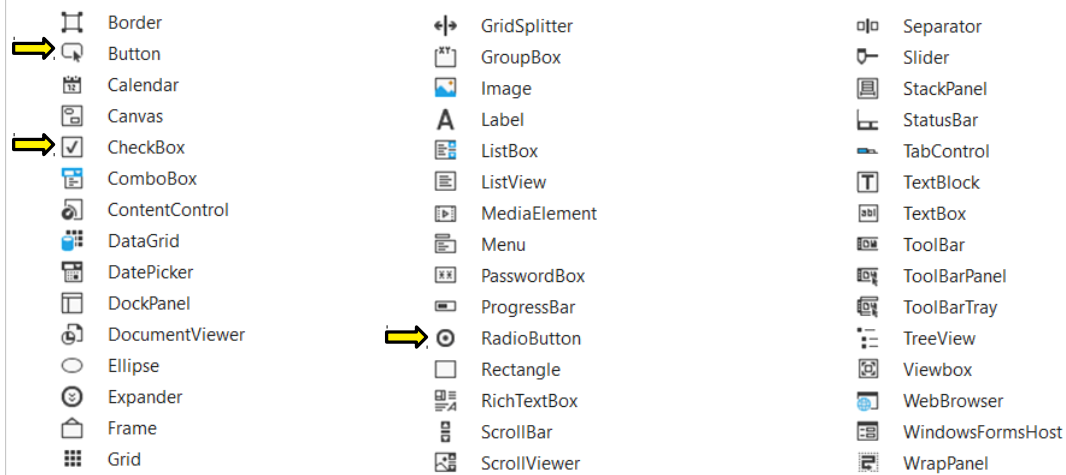 Border
Button
Calendar
Canvas
CheckBox
ComboBox
ContentControl
DataGrid
DatePicker
DockPanel
DocumentViewer
Ellipse
Expander
Frame
Grid
GridSplitter
GroupBox
Image
Label
ListBox
ListView
MediaElement
Menu
PasswordBox
ProgressBar
RadioButton
Rectangle
RichTextBox
ScrollBar
ScrollViewer
Separator
Slider
StackPanel
StatusBar
TabControl
TextBlock
TextBox
ToolBar
ToolBarPanel
ToolBarTray
TreeView
Viewbox
WebBrowser
WindowsFormsHost
WrapPanel